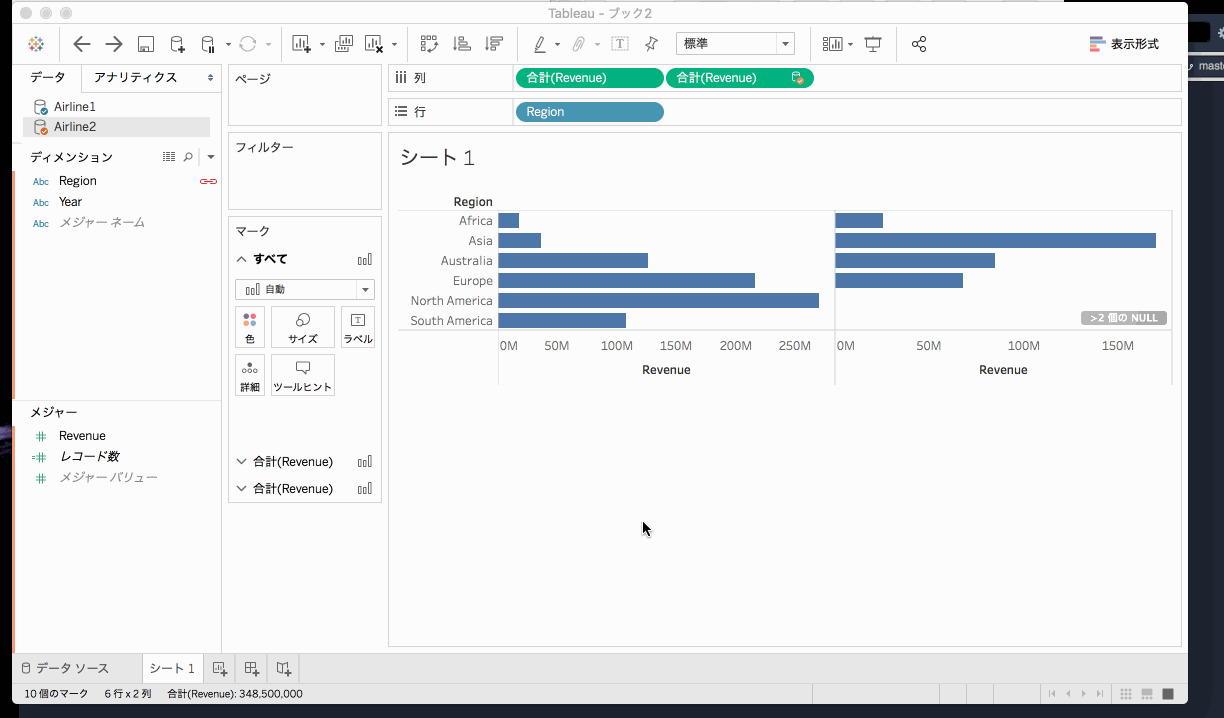 Tableau - ブック2
標準
表示形式
maste
データ
アナリティクス
Airline1
Airline2
ディメンション
Abc Region
Abc Year
Abc メジャー ネーム
メジャー
Revenue
レコード数
メジャー バリュー
ページ
フィルター
マーク
すべて
自動
色
サイズ
ラベル
詳細
ツールヒント
合計(Revenue)
合計(Revenue)
列
合計(Revenue)
合計(Revenue)
行
Region
シート 1
Region
Africa
Asia
Australia
Europe
North America
South America
>2 個の NULL
0M 50M 100M 150M 200M 250M
0M 50M 100M 150M
Revenue
Revenue
データ ソース
シート 1
10 個のマーク 6 行 x 2 列 合計(Revenue): 348,500,000